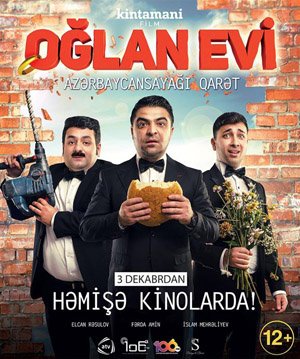 kintamani
FILM
OĞLAN EVİ
AZƏRBAYCANSAYAĞI QARƏT
3 DEKABRDAN
HƏMİŞƏ KİNOLARDA!
ELCAN RƏSULOV FƏRDA AMİN İSLAM MEHRƏLİYEV
atv
12+